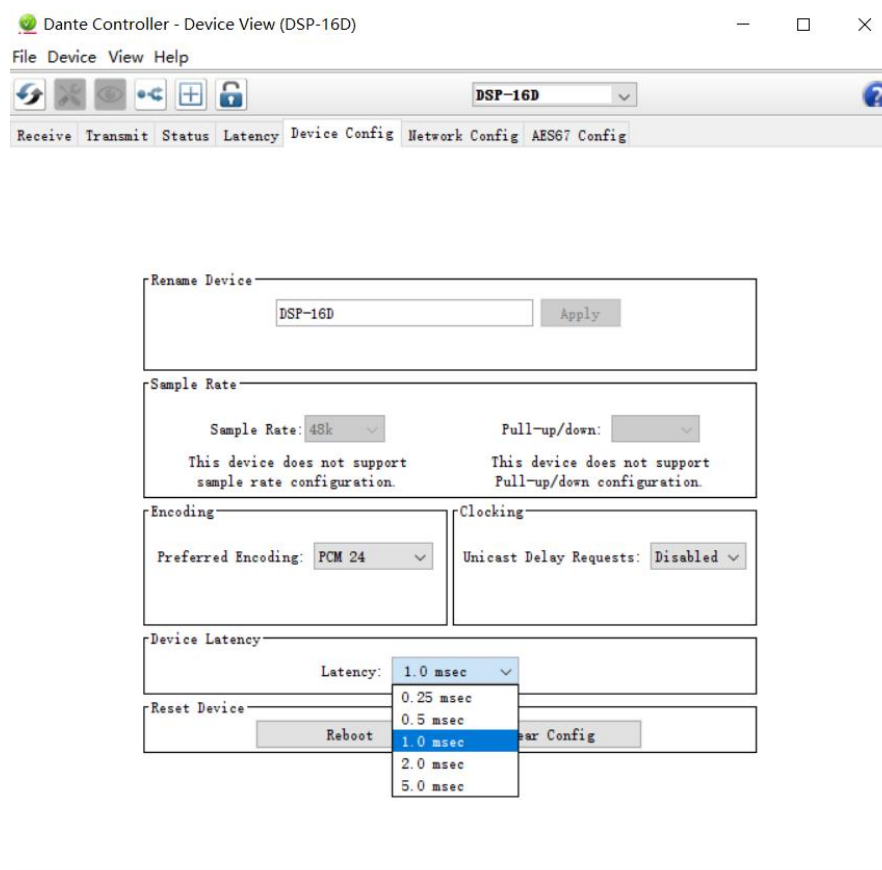 Dante Controller - Device View (DSP-16D)
File Device View Help
DSP-16D
Receive Transmit Status Latency Device Config Network Config AES67 Config
Rename Device
DSP-16D Apply
Sample Rate
Sample Rate: 48k Pull-up/down:
This device does not support This device does not support
sample rate configuration. Pull-up/down configuration.
Encoding Clocking
Preferred Encoding: PCM 24 Unicast Delay Requests: Disabled
Device Latency
Latency: 1.0 msec
0.25 msec
Reset Device
0.5 msec
Reboot ear Config
1.0 msec
2.0 msec
5.0 msec